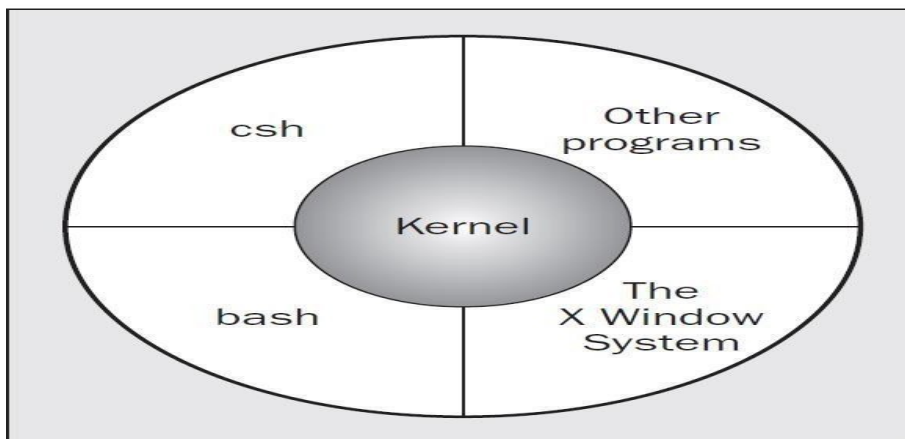 csh
Other
programs
Kernel
bash
The
X Window
System